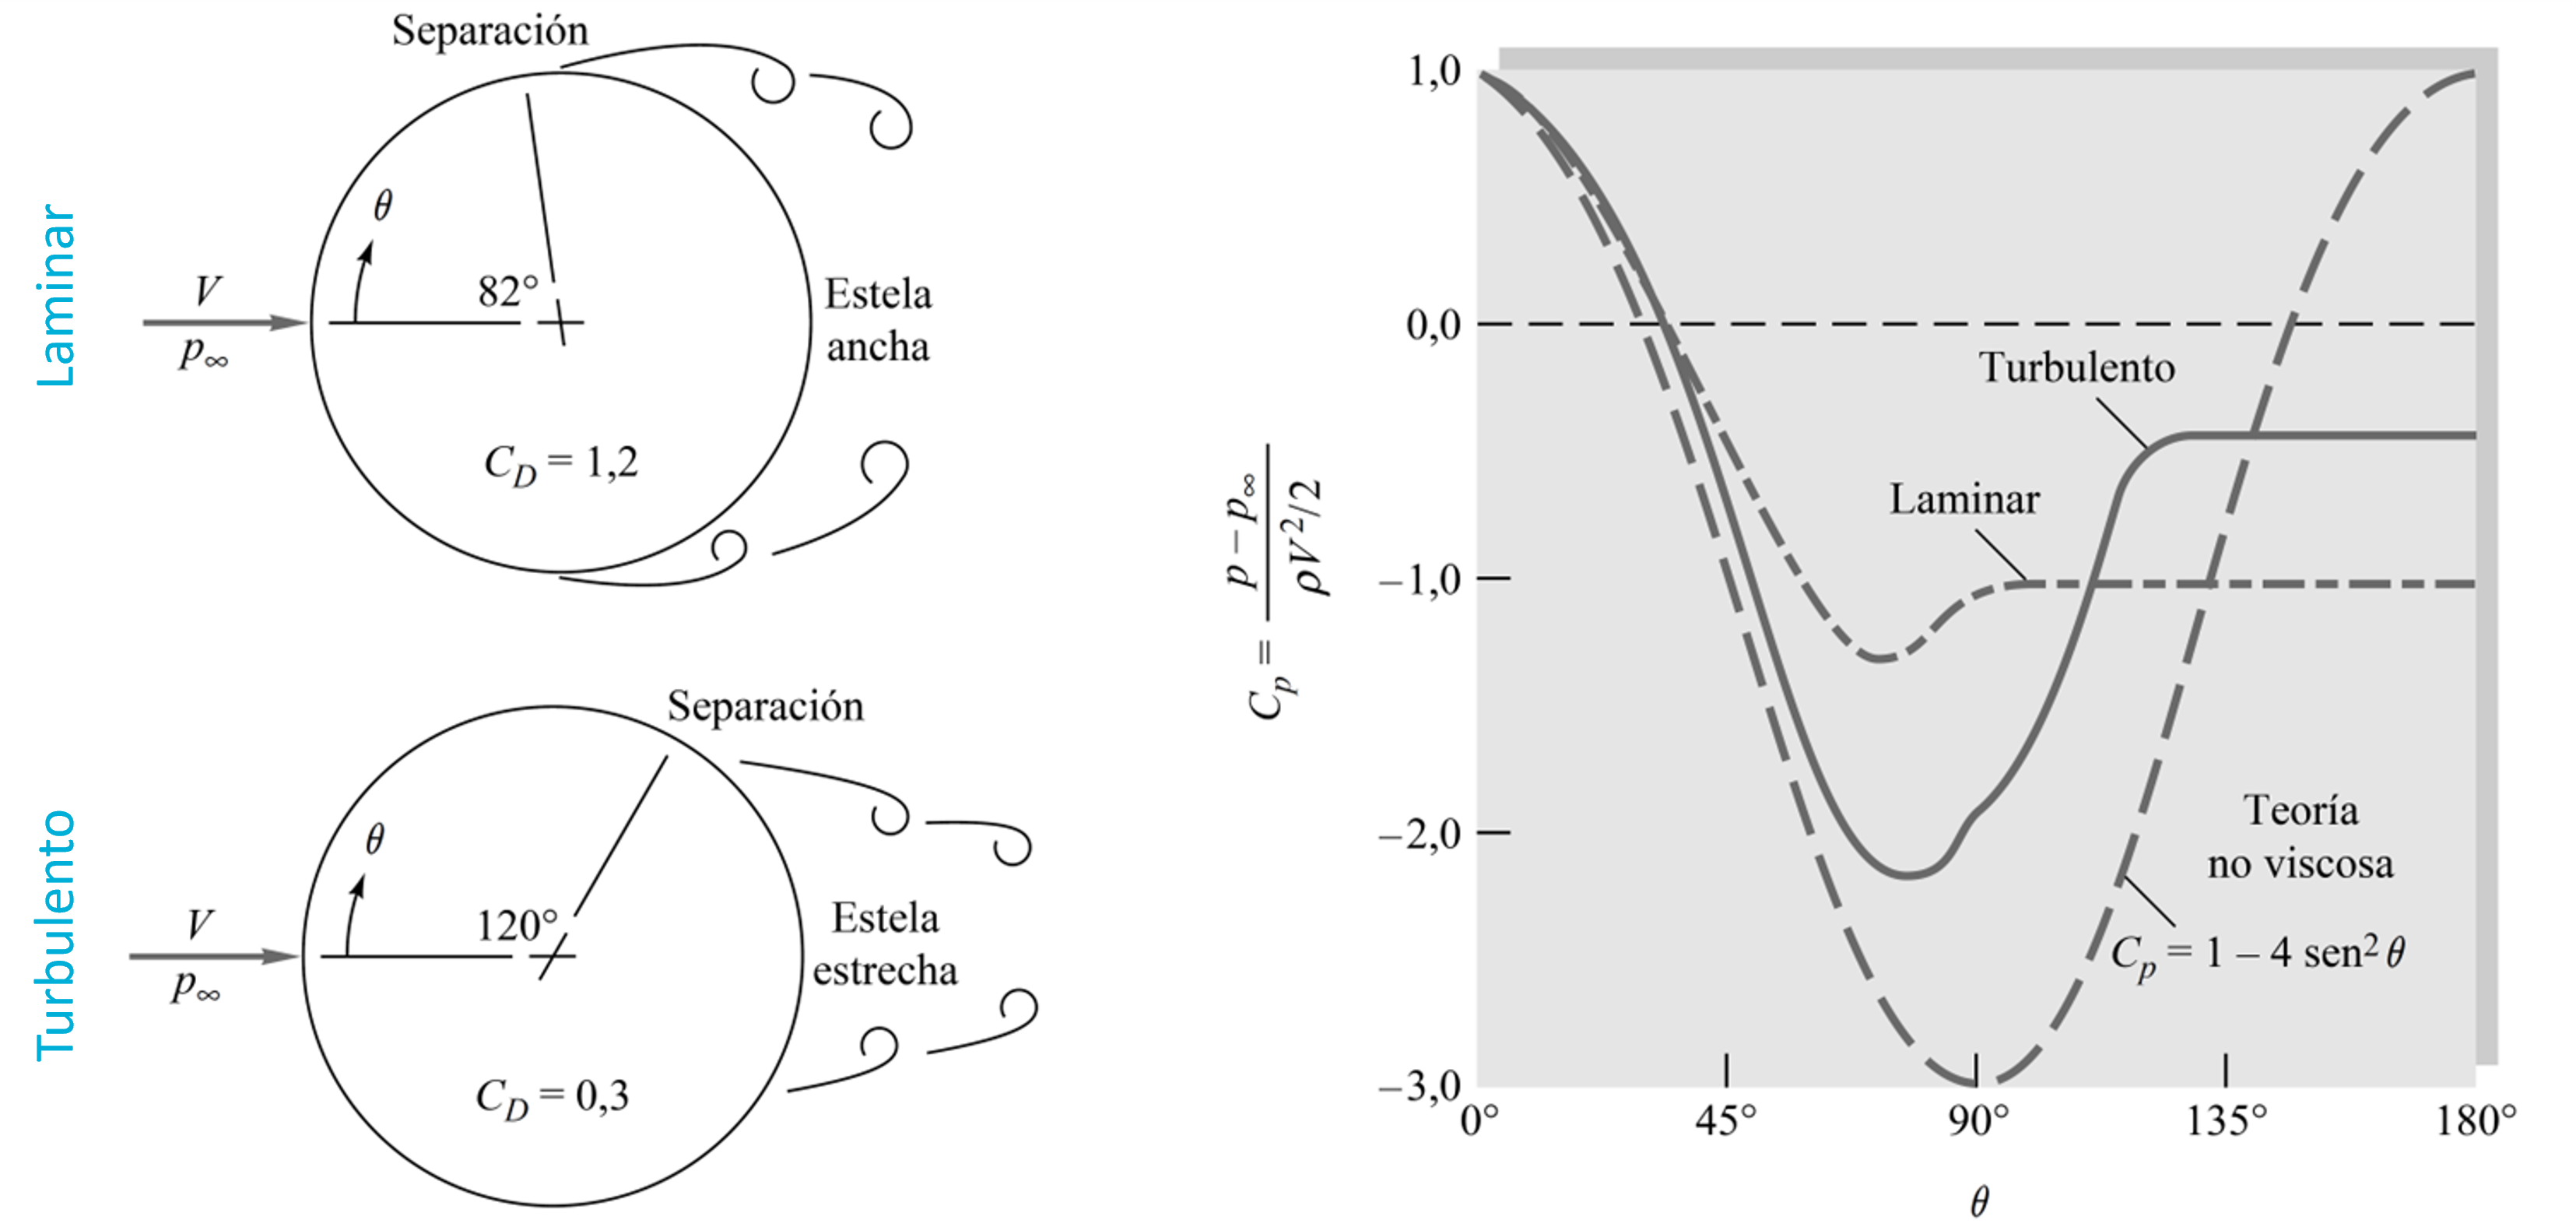 Laminar
Separación
θ
V
p∞
82°
Estela
ancha
C_D = 1,2
Turbulento
Separación
θ
V
p∞
120°
Estela
estrecha
C_D = 0,3
C_p = (p − p∞) / (ρV²/2)
1,0
0,0
−1,0
−2,0
−3,0
Turbulento
Laminar
Teoría
no viscosa
C_p = 1 – 4 sen² θ
0° 45° 90° 135° 180°
θ